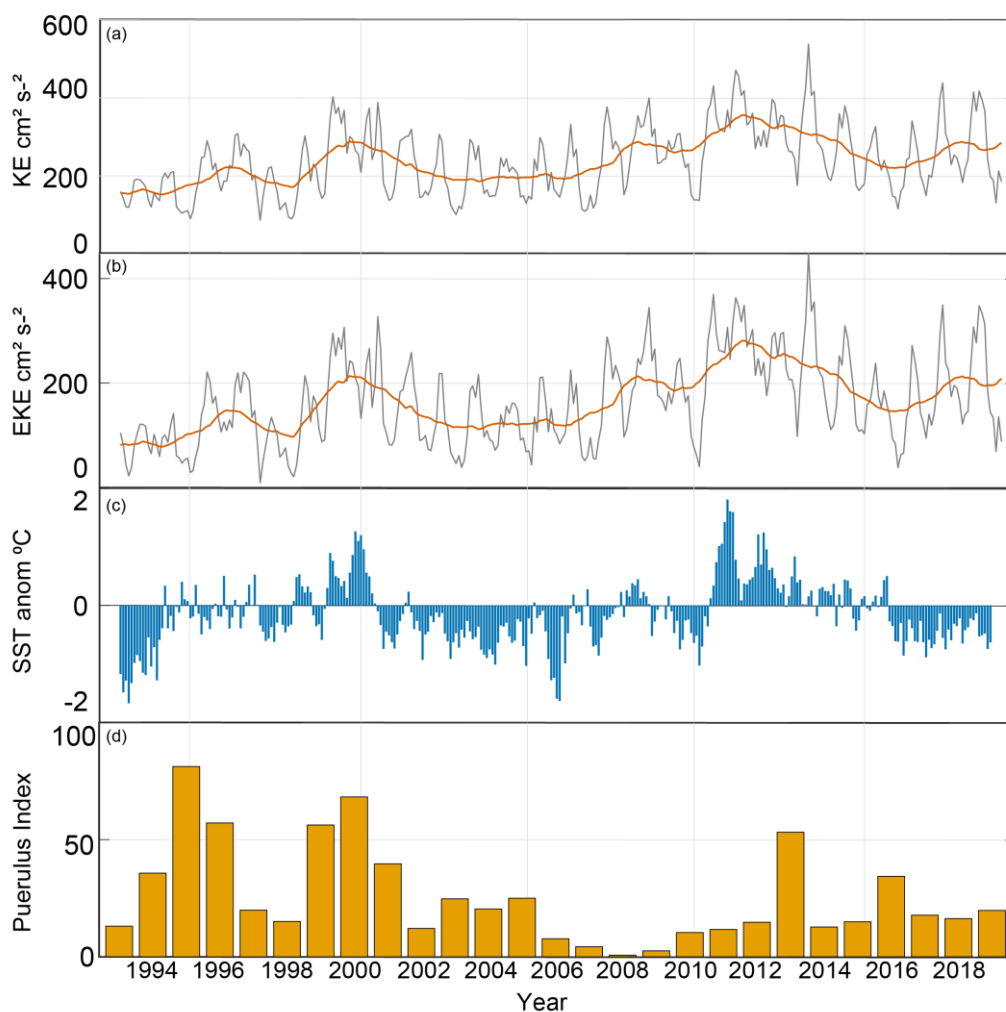 (a)
KE cm² s-²
600
400
200
0
(b)
EKE cm² s-²
400
200
0
(c)
SST anom ºC
2
0
-2
(d)
Puerulus Index
100
50
0
1994 1996 1998 2000 2002 2004 2006 2008 2010 2012 2014 2016 2018
Year